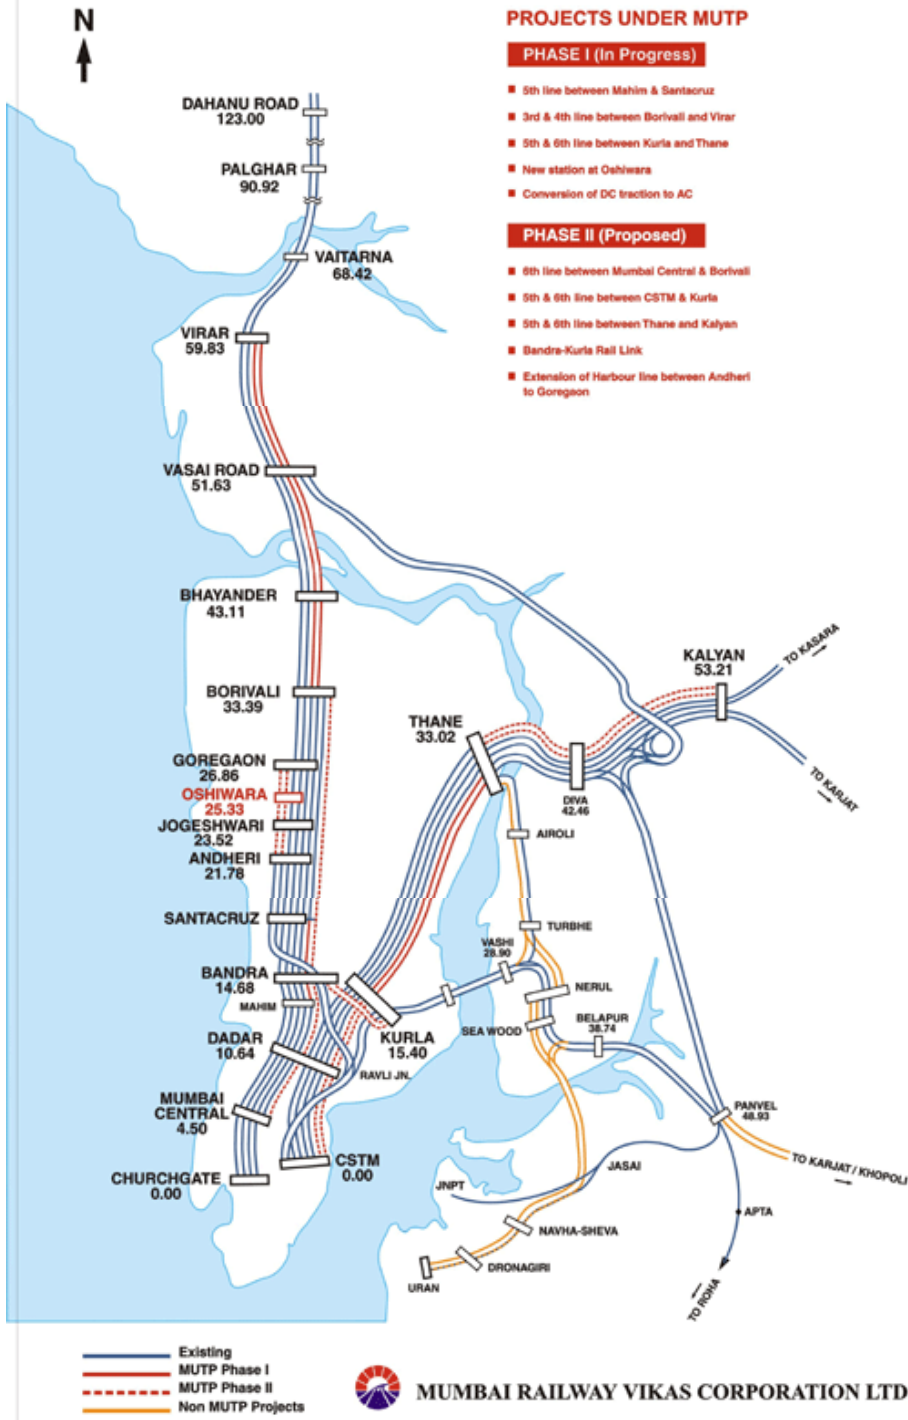 N
PROJECTS UNDER MUTP
PHASE I (In Progress)
5th line between Mahim & Santacruz
3rd & 4th line between Borivali and Virar
5th & 6th line between Kurla and Thane
New station at Oshiwara
Conversion of DC traction to AC
PHASE II (Proposed)
6th line between Mumbai Central & Borivali
5th & 6th line between CSTM & Kurla
5th & 6th line between Thane and Kalyan
Bandra-Kurla Rail Link
Extension of Harbour line between Andheri
to Goregaon
DAHANU ROAD
123.00
PALGHAR
90.92
VAITARNA
68.42
VIRAR
59.83
VASAI ROAD
51.63
BHAYANDER
43.11
BORIVALI
33.39
GOREGAON
26.86
OSHIWARA
25.33
JOGESHWARI
23.52
ANDHERI
21.78
SANTACRUZ
BANDRA
14.68
MAHIM
DADAR
10.64
MUMBAI
CENTRAL
4.50
CHURCHGATE
0.00
CSTM
0.00
RAVLI JN.
KURLA
15.40
THANE
33.02
DIVA
42.46
KALYAN
53.21
TO KASARA
TO KARJAT
AIROLI
TURBHE
VASHI
28.90
NERUL
SEA WOOD
BELAPUR
38.74
PANVEL
48.93
TO KARJAT / KHOPOLI
APTA
TO ROHA
JASAI
JNPT
NAVHA-SHEVA
DRONAGIRI
URAN
Existing
MUTP Phase I
MUTP Phase II
Non MUTP Projects
MUMBAI RAILWAY VIKAS CORPORATION LTD